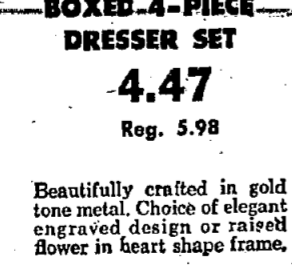 BOXED 4-PIECE
DRESSER SET
4.47
Reg. 5.98
Beautifully crafted in gold
tone metal. Choice of elegant
engraved design or raised
flower in heart shape frame.